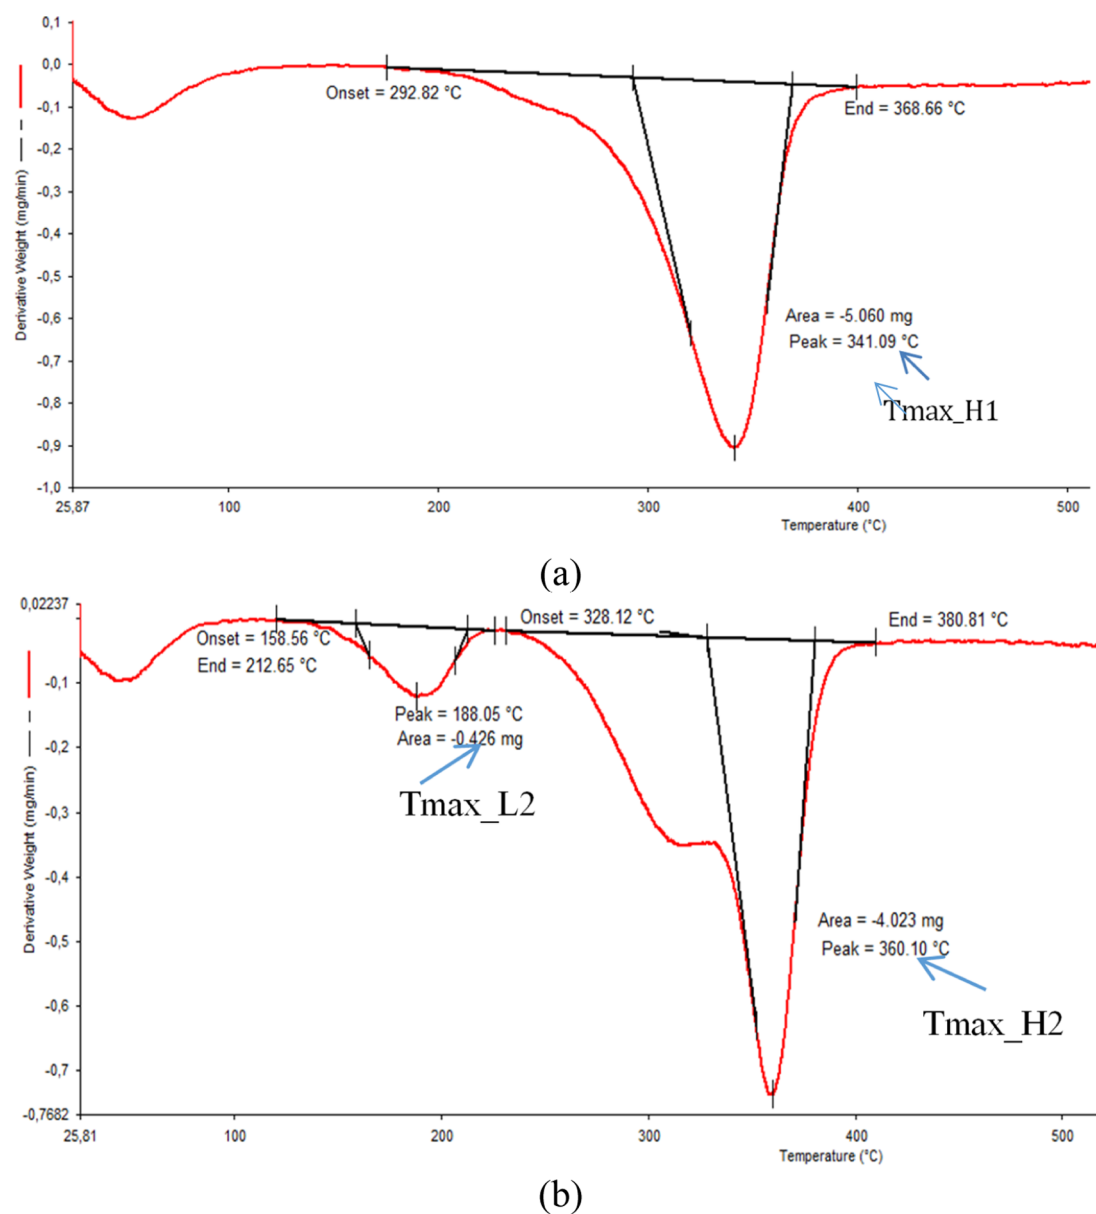 0,1
0,0
Onset = 292.82 °C
End = 368.66 °C
-0,1
-0,2
-0,3
-0,4
-0,5
-0,6
-0,7
-0,8
-0,9
-1,0
Derivative Weight (mg/min)
Area = -5.060 mg
Peak = 341.09 °C
Tmax_H1
25,87
100
200
300
400
500
Temperature (°C)
(a)
0,02237
Onset = 328.12 °C
End = 380.81 °C
Onset = 158.56 °C
End = 212.65 °C
-0,1
-0,2
-0,3
-0,4
-0,5
-0,6
-0,7
-0,7682
Derivative Weight (mg/min)
Peak = 188.05 °C
Area = -0.426 mg
Tmax_L2
Area = -4.023 mg
Peak = 360.10 °C
Tmax_H2
25,81
100
200
300
400
500
Temperature (°C)
(b)